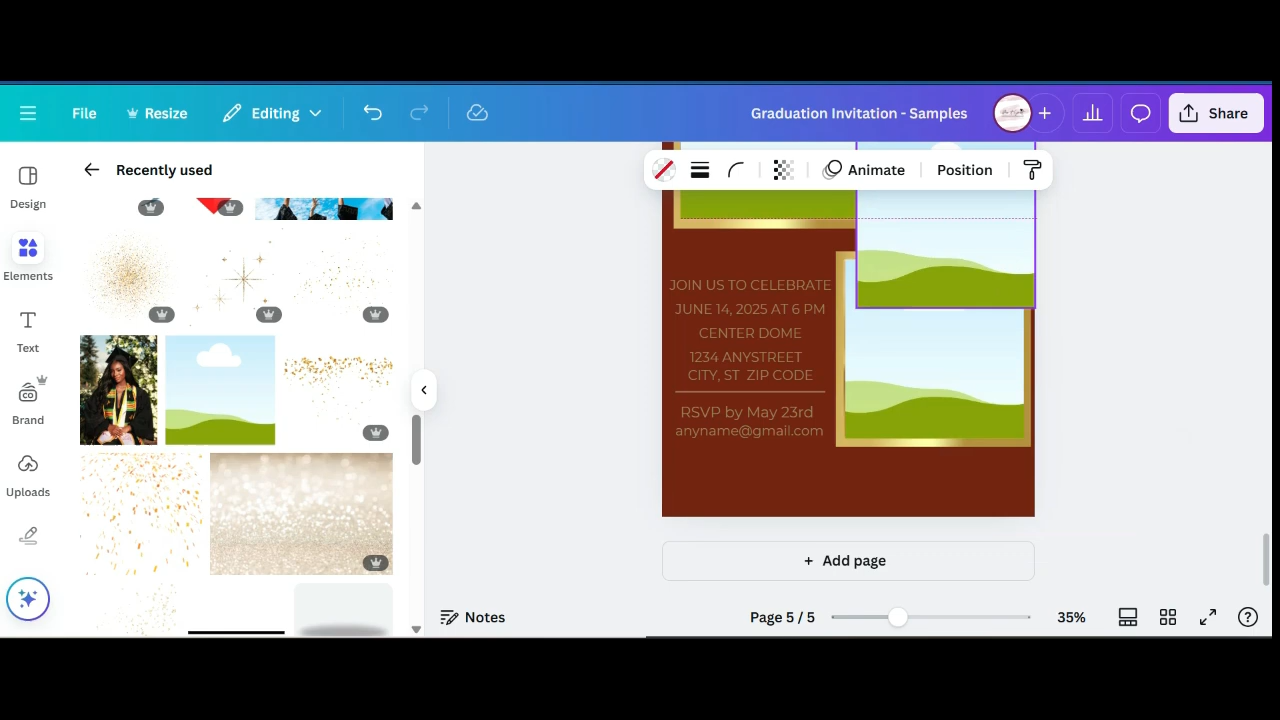 File
Resize
Editing
Graduation Invitation - Samples
Share
Design
Elements
Text
Brand
Uploads
Recently used
Animate
Position
JOIN US TO CELEBRATE
JUNE 14, 2025 AT 6 PM
CENTER DOME
1234 ANYSTREET
CITY, ST ZIP CODE
RSVP by May 23rd
anyname@gmail.com
+ Add page
Notes
Page 5 / 5
35%